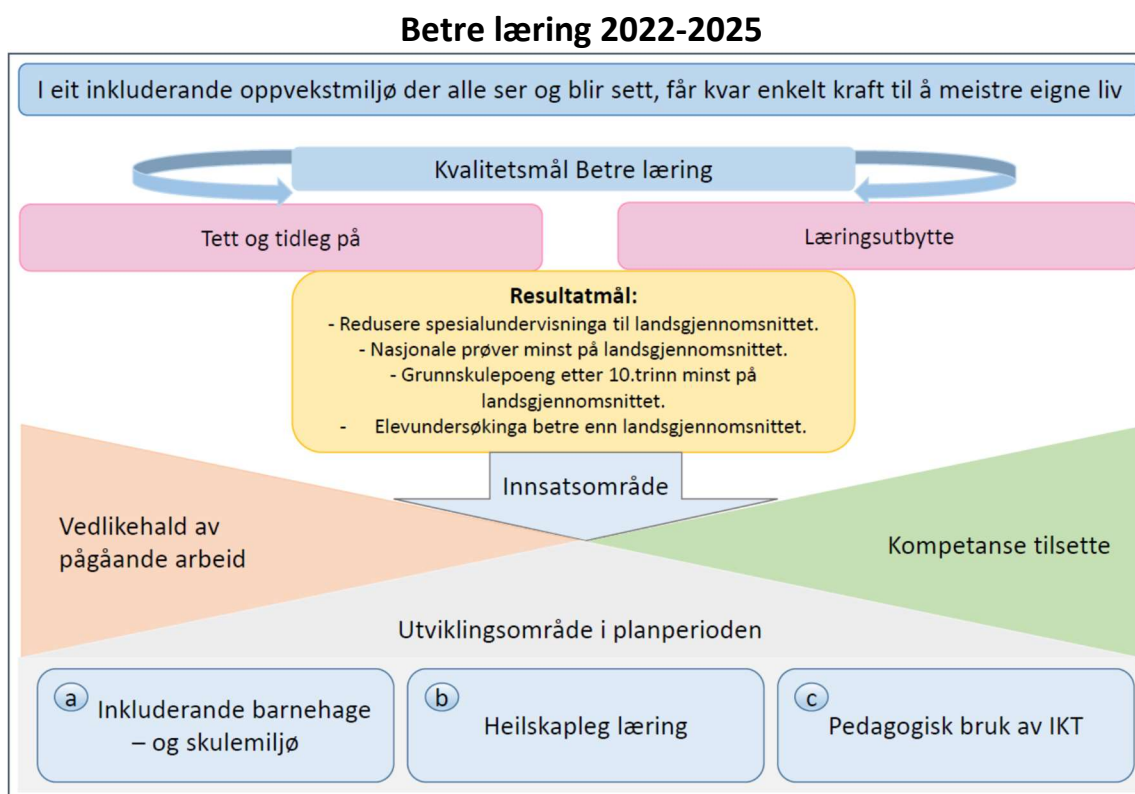 Betre læring 2022-2025
I eit inkluderande oppvekstmiljø der alle ser og blir sett, får kvar enkelt kraft til å meistre eigne liv
Kvalitetsmål Betre læring
Tett og tidleg på
Læringsutbytte
Resultatmål:
- Redusere spesialundervisninga til landsgjennomsnittet.
- Nasjonale prøver minst på landsgjennomsnittet.
- Grunnskulepoeng etter 10.trinn minst på
landsgjennomsnittet.
- Elevundersøkinga betre enn landsgjennomsnittet.
Innsatsområde
Vedlikehald av
pågåande arbeid
Kompetanse tilsette
Utviklingsområde i planperioden
a
Inkluderande barnehage
– og skulemiljø
b
Heilskapleg læring
c
Pedagogisk bruk av IKT